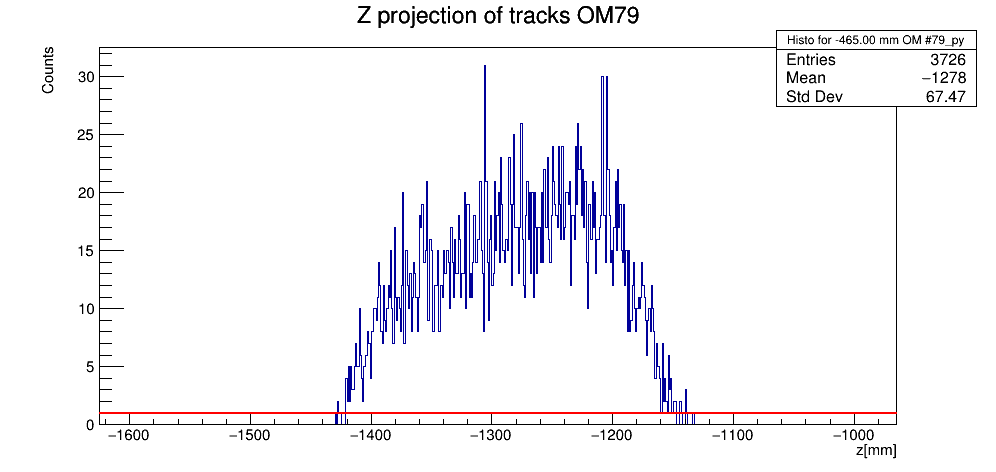 Z projection of tracks OM79
Histo for -465.00 mm OM #79_py
Entries 3726
Mean −1278
Std Dev 67.47
Counts
30
25
20
15
10
5
0
−1600 −1500 −1400 −1300 −1200 −1100 −1000
z[mm]